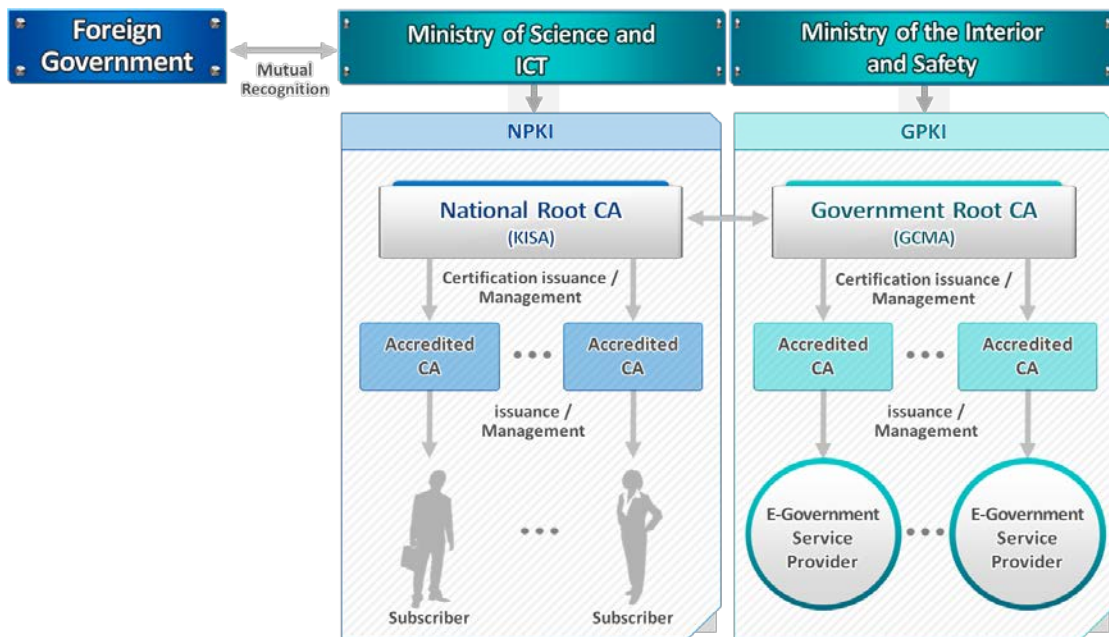 Foreign
Government
Mutual
Recognition
Ministry of Science and
ICT
Ministry of the Interior
and Safety
NPKI
National Root CA
(KISA)
Certification issuance /
Management
Accredited
CA
Accredited
CA
issuance /
Management
Subscriber
Subscriber
GPKI
Government Root CA
(GCMA)
Certification issuance /
Management
Accredited
CA
Accredited
CA
issuance /
Management
E-Government
Service
Provider
E-Government
Service
Provider